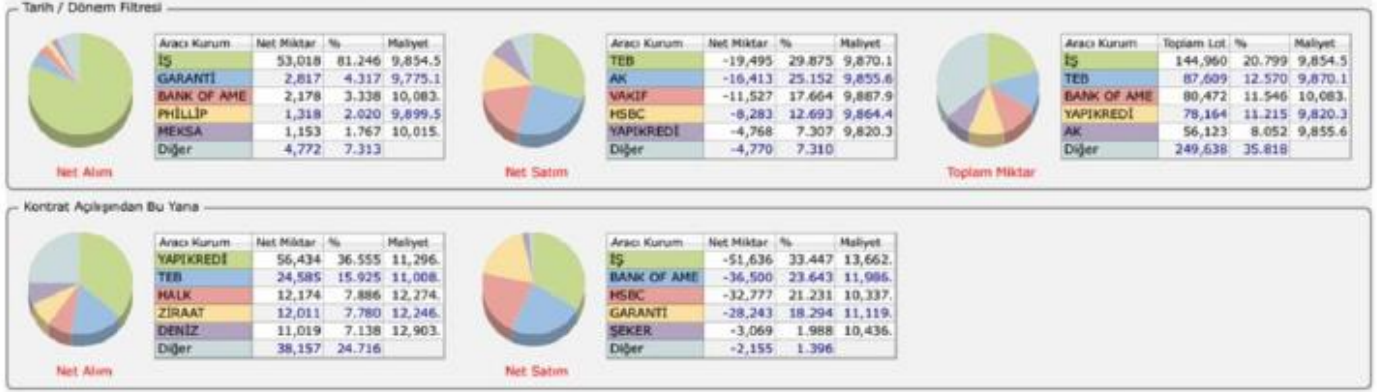 Tarih / Dönem Filtresi
Aracı Kurum Net Miktar % Maliyet
İŞ 53,018 81.246 9,854.5
GARANTİ 2,817 4.317 9,775.1
BANK OF AME 2,178 3.338 10,083.
PHİLLİP 1,318 2.020 9,899.5
MEKSA 1,153 1.767 10,015.
Diğer 4,772 7.313
Net Alım
Aracı Kurum Net Miktar % Maliyet
TEB -19,495 29.875 9,870.1
AK -16,413 25.152 9,855.6
VAKIF -11,527 17.664 9,887.9
HSBC -8,283 12.693 9,864.4
YAPIKREDİ -4,768 7.307 9,820.3
Diğer -4,770 7.310
Net Satım
Aracı Kurum Toplam Lot % Maliyet
İŞ 144,960 20.799 9,854.5
TEB 87,609 12.570 9,870.1
BANK OF AME 80,472 11.546 10,083.
YAPIKREDİ 78,164 11.215 9,820.3
AK 56,123 8.052 9,855.6
Diğer 249,638 35.818
Toplam Miktar
Kontrat Açılışından Bu Yana
Aracı Kurum Net Miktar % Maliyet
YAPIKREDİ 56,434 36.555 11,296.
TEB 24,585 15.925 11,008.
HALK 12,174 7.886 12,274.
ZİRAAT 12,011 7.780 12,246.
DENİZ 11,019 7.138 12,903.
Diğer 38,157 24.716
Net Alım
Aracı Kurum Net Miktar % Maliyet
İŞ -51,636 33.447 13,662.
BANK OF AME -36,500 23.643 11,986.
HSBC -32,777 21.231 10,337.
GARANTİ -28,243 18.294 11,119.
ŞEKER -3,069 1.988 10,436.
Diğer -2,155 1.396
Net Satım